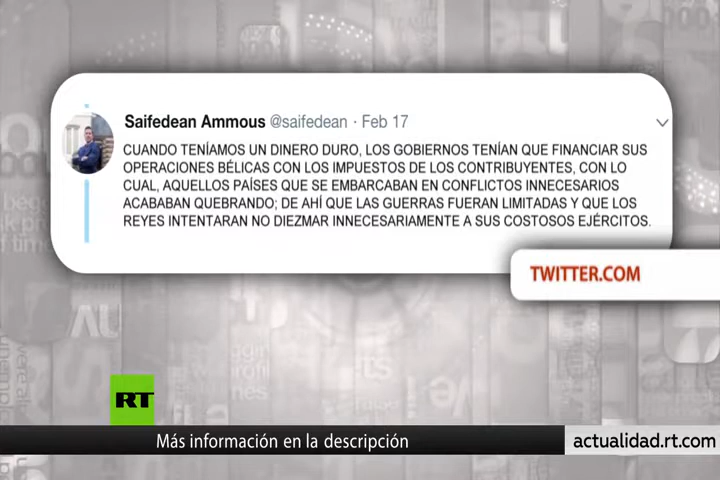 Saifedean Ammous @saifedean · Feb 17
CUANDO TENÍAMOS UN DINERO DURO, LOS GOBIERNOS TENÍAN QUE FINANCIAR SUS
OPERACIONES BÉLICAS CON LOS IMPUESTOS DE LOS CONTRIBUYENTES, CON LO
CUAL, AQUELLOS PAÍSES QUE SE EMBARCABAN EN CONFLICTOS INNECESARIOS
ACABABAN QUEBRANDO; DE AHÍ QUE LAS GUERRAS FUERAN LIMITADAS Y QUE LOS
REYES INTENTARAN NO DIEZMAR INNECESARIAMENTE A SUS COSTOSOS EJÉRCITOS.
TWITTER.COM
RT
Más información en la descripción
actualidad.rt.com